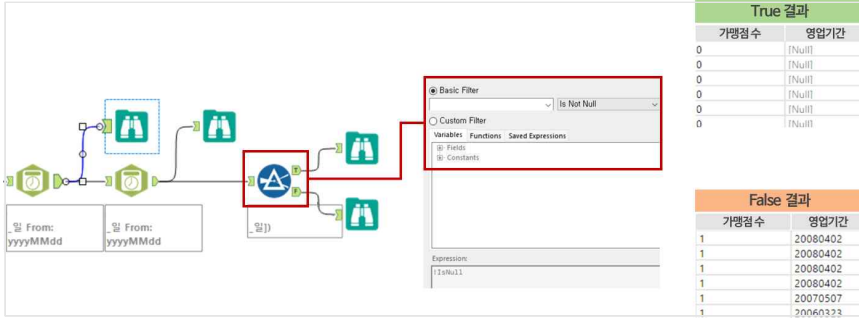 _일 From:
yyyyMMdd
_일 From:
yyyyMMdd
T
F
_일])
Basic Filter
Is Not Null
Custom Filter
Variables Functions Saved Expressions
Fields
Constants
Expression:
!IsNull
True 결과
가맹점 수 영업기간
0 [Null]
0 [Null]
0 [Null]
0 [Null]
0 [Null]
0 [Null]
False 결과
가맹점 수 영업기간
1 20080402
1 20080402
1 20080402
1 20080402
1 20070507
1 20060323